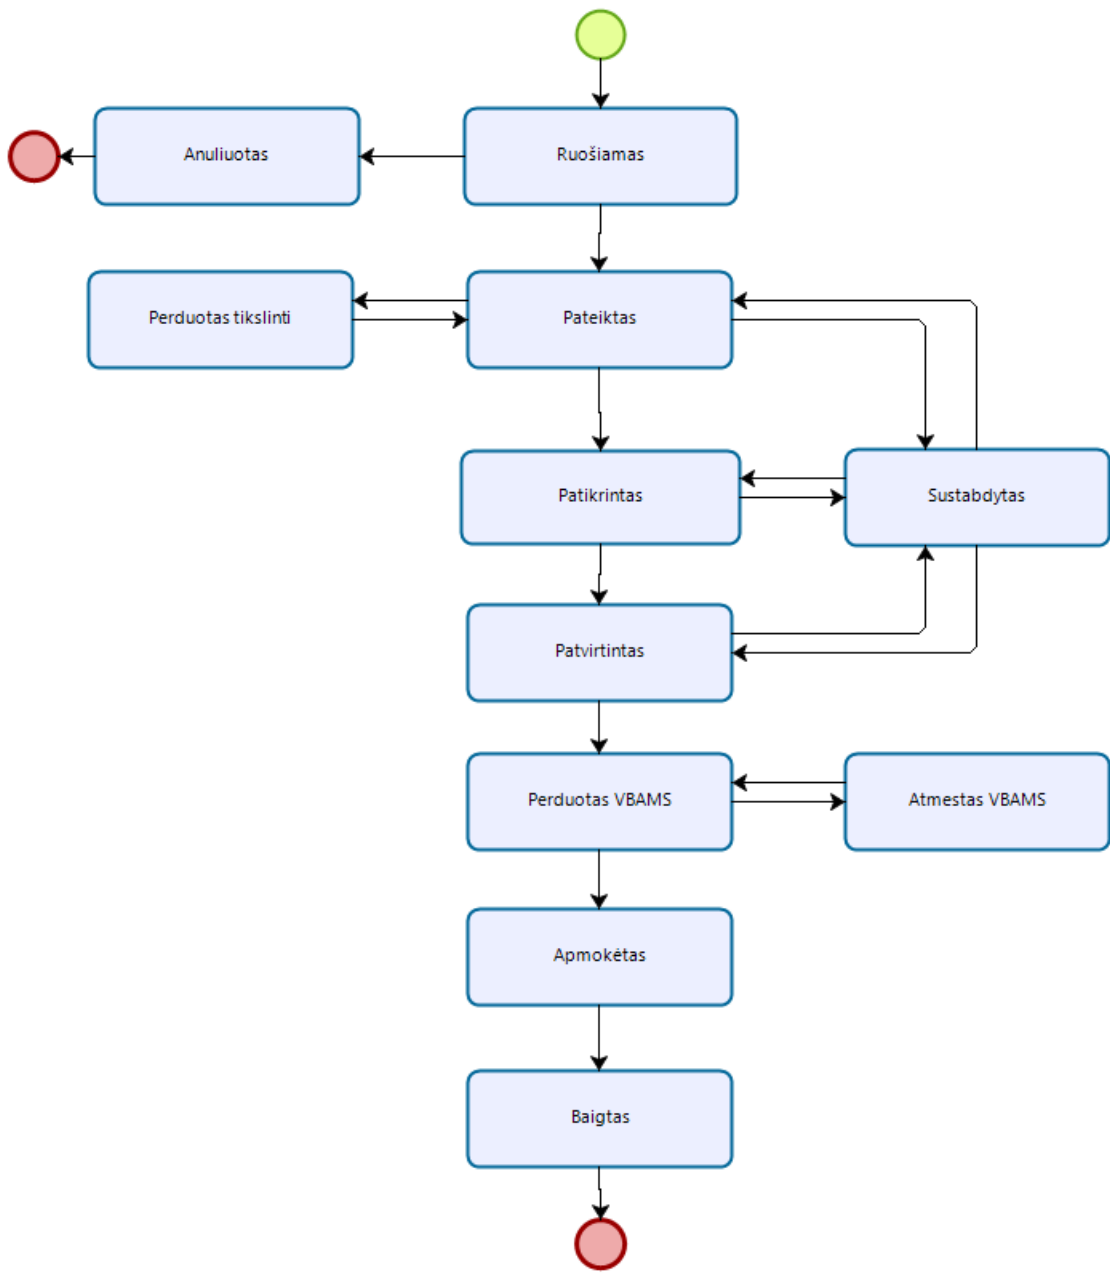 Anuliuotas
Ruošiamas
Perduotas tikslinti
Pateiktas
Patikrintas
Sustabdytas
Patvirtintas
Perduotas VBAMS
Atmestas VBAMS
Apmokėtas
Baigtas